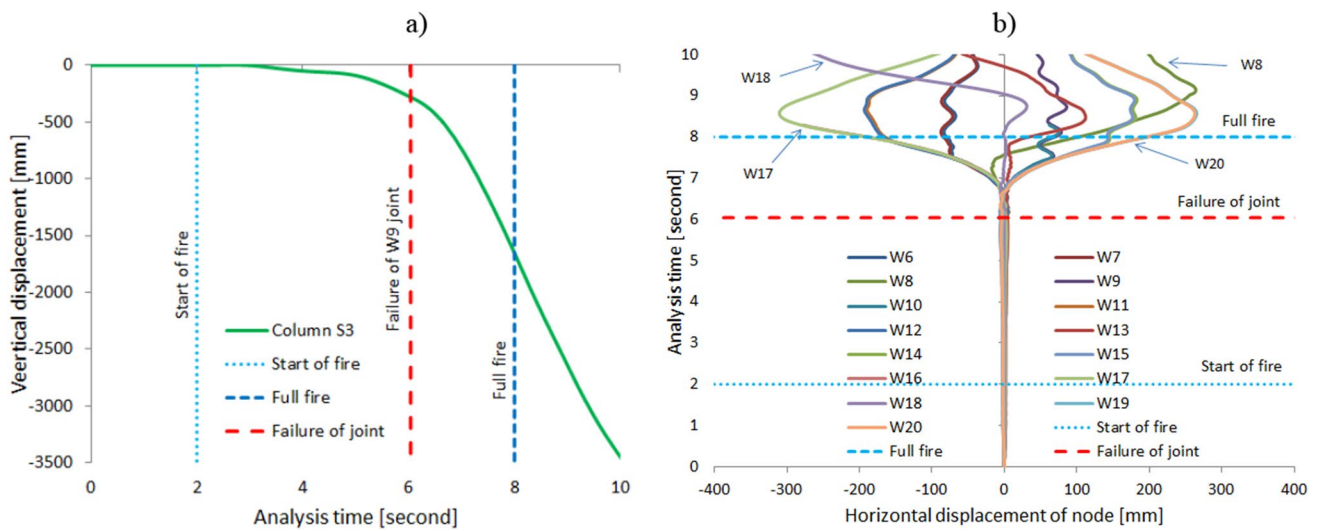 a)
Veertical displacement [mm]
0
-500
-1000
-1500
-2000
-2500
-3000
-3500
0
2
4
6
8
10
Analysis time [second]
Start of fire
Failure of W9 joint
Full fire
Column S3
Start of fire
Full fire
Failure of joint
b)
Analysis time [second]
10
9
8
7
6
5
4
3
2
1
0
-400
-300
-200
-100
0
100
200
300
400
Horizontal displacement of node [mm]
W18
W8
W17
W20
Full fire
Failure of joint
Start of fire
W6
W7
W8
W9
W10
W11
W12
W13
W14
W15
W16
W17
W18
W19
W20
Start of fire
Full fire
Failure of joint